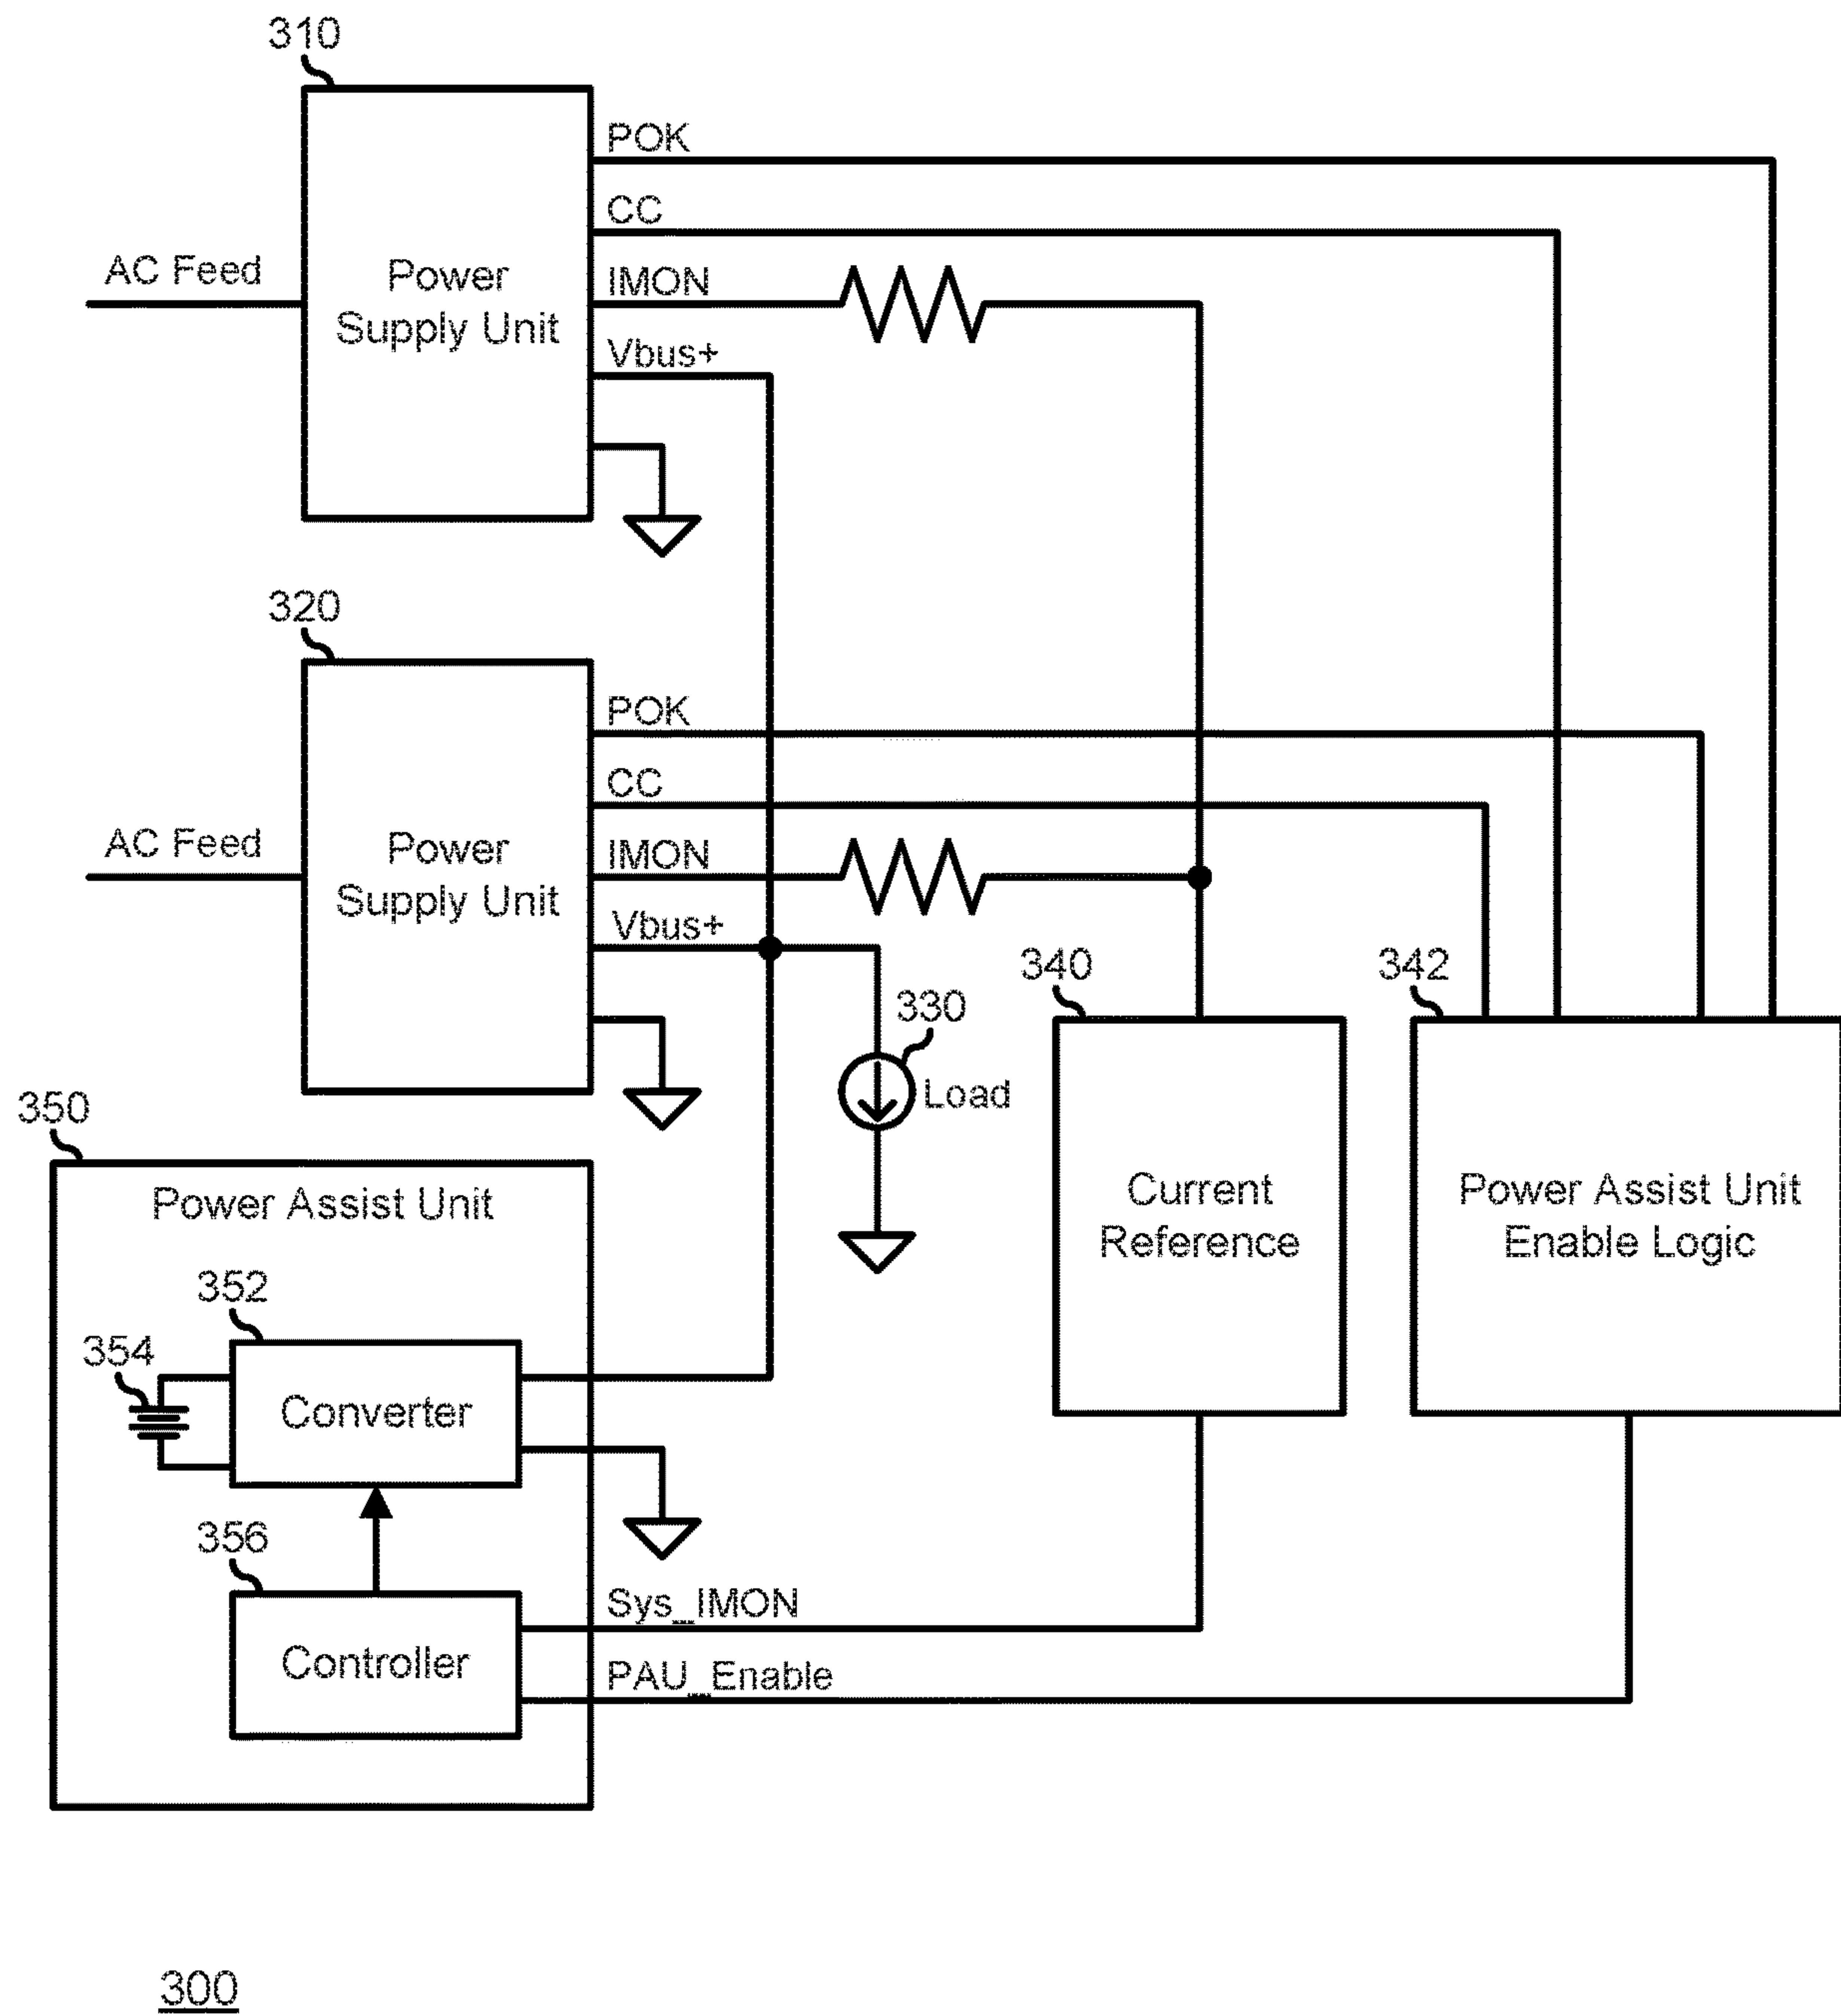 310
POK
CC
AC Feed
Power
Supply Unit
IMON
Vbus+
320
POK
CC
AC Feed
Power
Supply Unit
IMON
Vbus+
330
Load
340
Current
Reference
342
Power Assist Unit
Enable Logic
350
Power Assist Unit
352
354
Converter
356
Controller
Sys_IMON
PAU_Enable
300